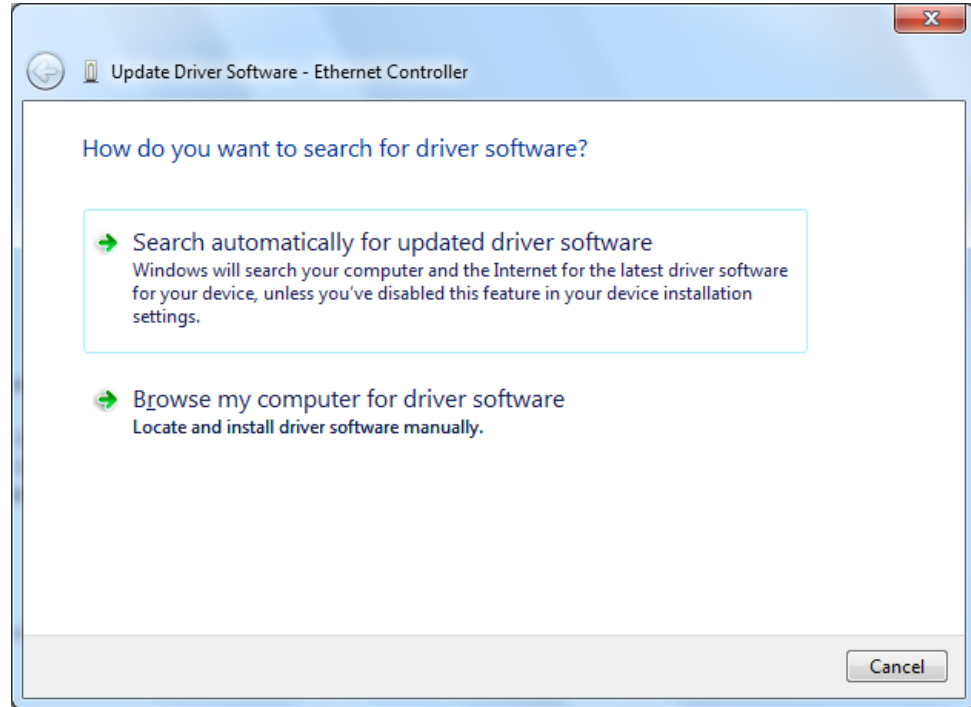 Update Driver Software - Ethernet Controller
How do you want to search for driver software?
Search automatically for updated driver software
Windows will search your computer and the Internet for the latest driver software
for your device, unless you've disabled this feature in your device installation
settings.
Browse my computer for driver software
Locate and install driver software manually.
Cancel